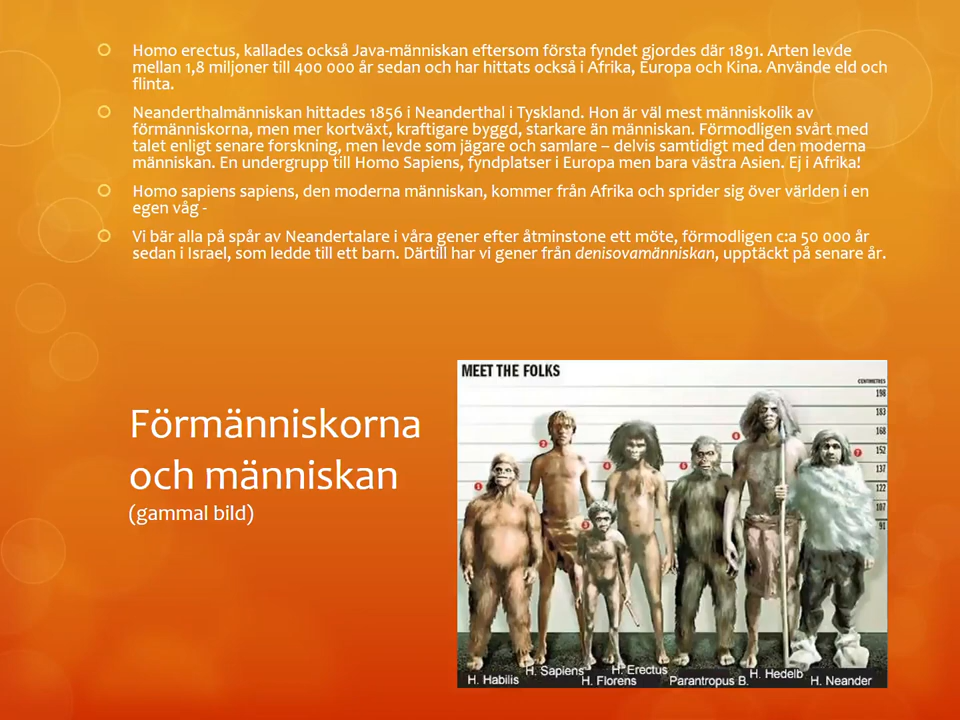 Homo erectus, kallades också Java-människan eftersom första fyndet gjordes där 1891. Arten levde
mellan 1,8 miljoner till 400 000 år sedan och har hittats också i Afrika, Europa och Kina. Använde eld och
flinta.
Neanderthalmänniskan hittades 1856 i Neanderthal i Tyskland. Hon är väl mest människolik av
förmänniskorna, men mer kortväxt, kraftigare byggd, starkare än människan. Förmodligen svårt med
talet enligt senare forskning, men levde som jägare och samlare – delvis samtidigt med den moderna
människan. En undergrupp till Homo Sapiens, fyndplatser i Europa men bara västra Asien. Ej i Afrika!
Homo sapiens sapiens, den moderna människan, kommer från Afrika och sprider sig över världen i en
egen våg -
Vi bär alla på spår av Neandertalare i våra gener efter åtminstone ett möte, förmodligen c:a 50 000 år
sedan i Israel, som ledde till ett barn. Därtill har vi gener från denisovamänniskan, upptäckt på senare år.
Förmänniskorna
och människan
(gammal bild)
MEET THE FOLKS
CENTIMETRES
198
183
168
152
137
122
107
91
1
2
3
4
5
6
7
H. Habilis
H. Sapiens
H. Florens
H. Erectus
Parantropus B.
H. Hedelb
H. Neander